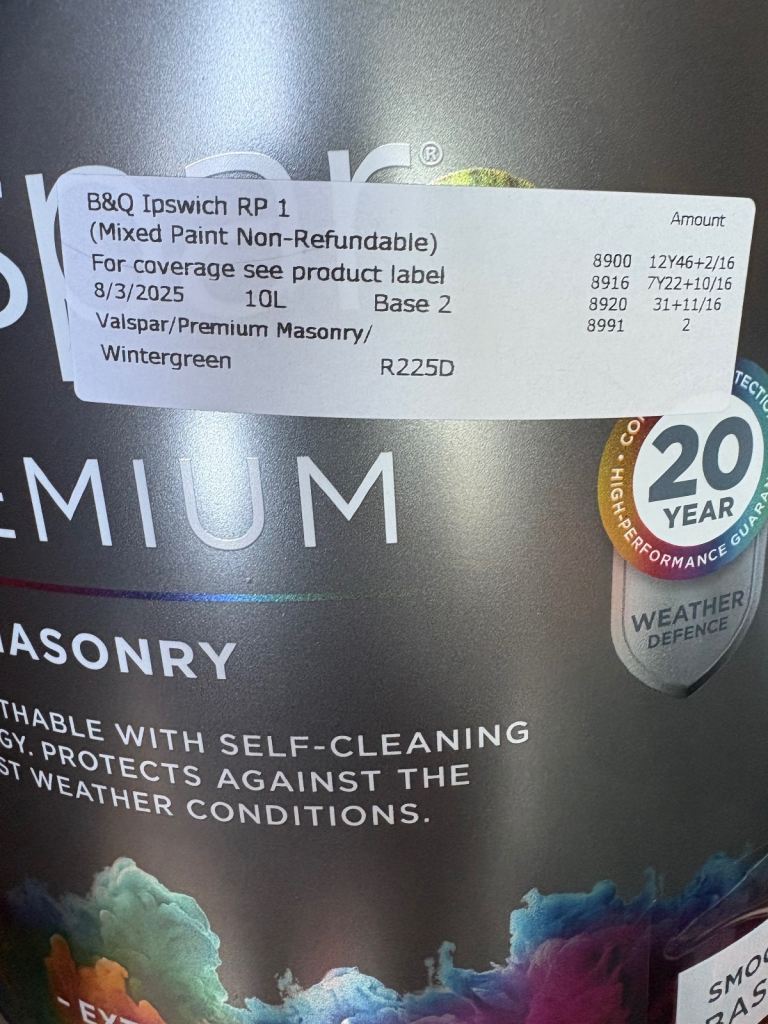 spar®
B&Q Ipswich RP 1
(Mixed Paint Non-Refundable)
For coverage see product label
8/3/2025 10L Base 2
Valspar/Premium Masonry/
Wintergreen R225D
Amount
8900 12Y46+2/16
8916 7Y22+10/16
8920 31+11/16
8991 2
EMIUM
20
YEAR
HIGH-PERFORMANCE
WEATHER
DEFENCE
ASONRY
THABLE WITH SELF-CLEANING
GY. PROTECTS AGAINST THE
ST WEATHER CONDITIONS.